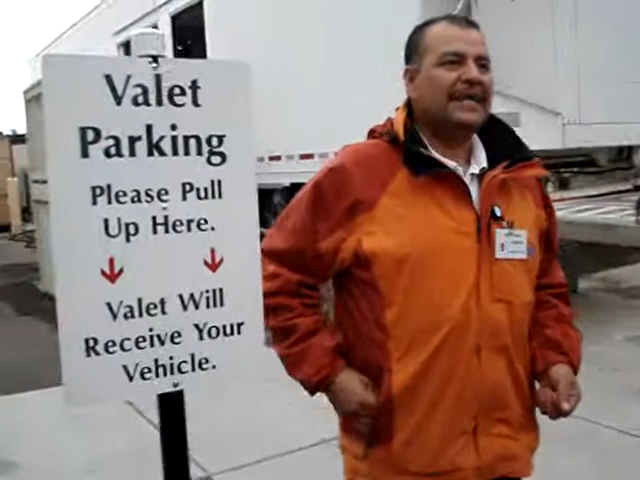 Valet
Parking
Please Pull
Up Here.
Valet Will
Receive Your
Vehicle.